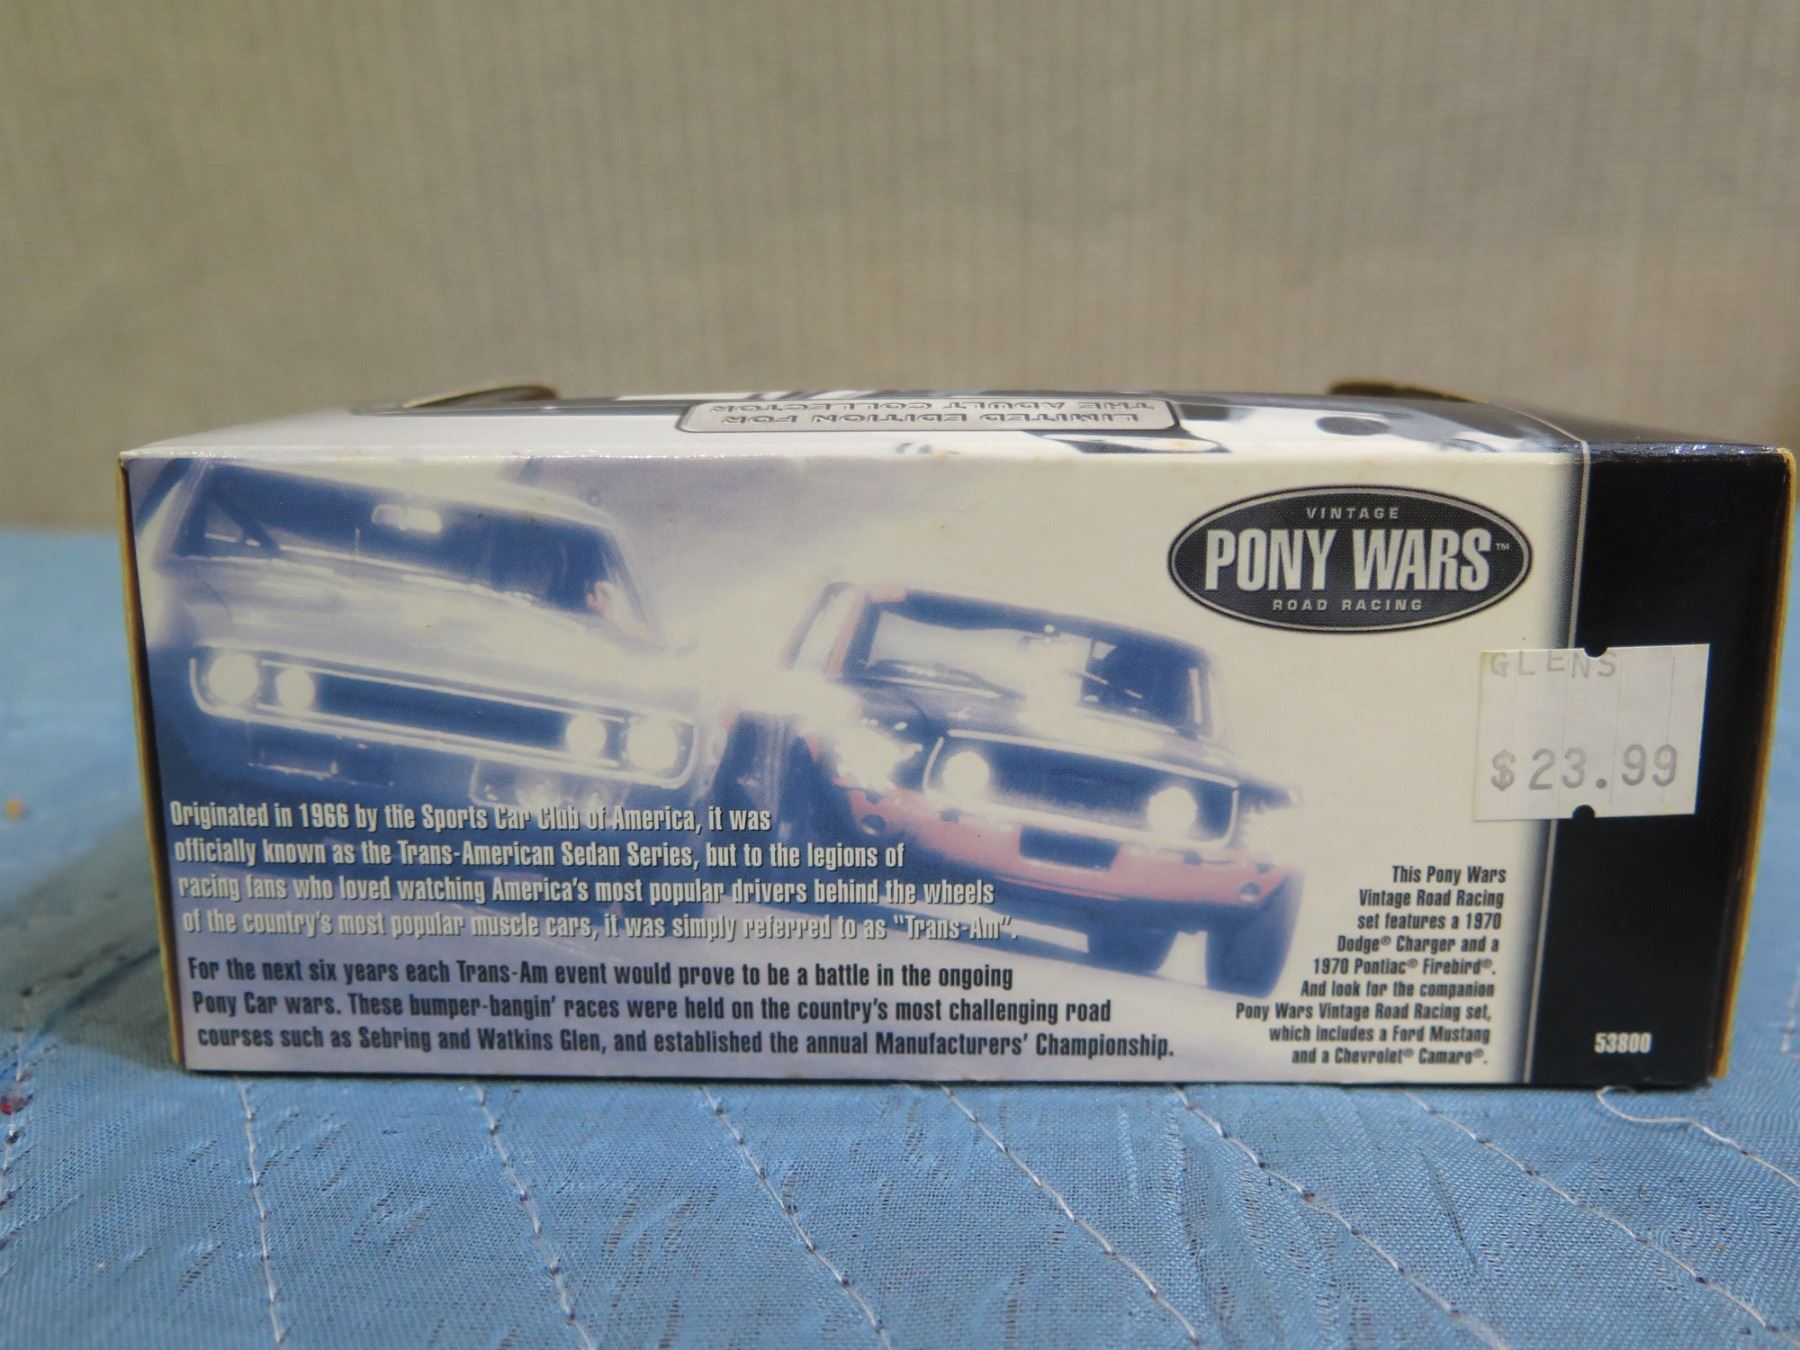 LIMITED EDITION FOR
THE ADULT COLLECTOR
VINTAGE
PONY WARS™
ROAD RACING
GLENS
$23.99
Originated in 1966 by the Sports Car Club of America, it was
officially known as the Trans-American Sedan Series, but to the legions of
racing fans who loved watching America's most popular drivers behind the wheels
of the country's most popular muscle cars, it was simply referred to as "Trans-Am".
For the next six years each Trans-Am event would prove to be a battle in the ongoing
Pony Car wars. These bumper-bangin' races were held on the country's most challenging road
courses such as Sebring and Watkins Glen, and established the annual Manufacturers' Championship.
This Pony Wars
Vintage Road Racing
set features a 1970
Dodge® Charger and a
1970 Pontiac® Firebird®.
And look for the companion
Pony Wars Vintage Road Racing set,
which includes a Ford Mustang
and a Chevrolet® Camaro®.
53800